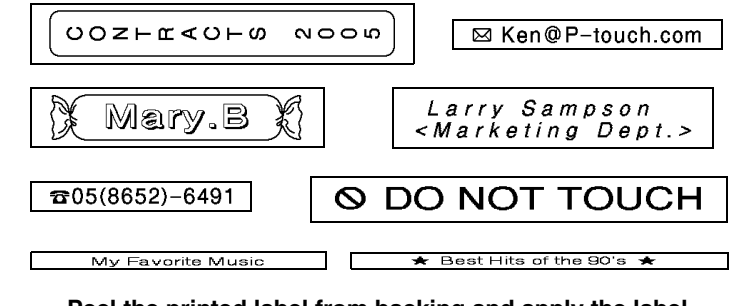 CONTRACTS 2005
✉ Ken@P-touch.com
Mary.B
Larry Sampson
<Marketing Dept.>
☎05(8652)-6491
🛇 DO NOT TOUCH
My Favorite Music
★ Best Hits of the 90's ★
Peel the printed label from backing and apply the label